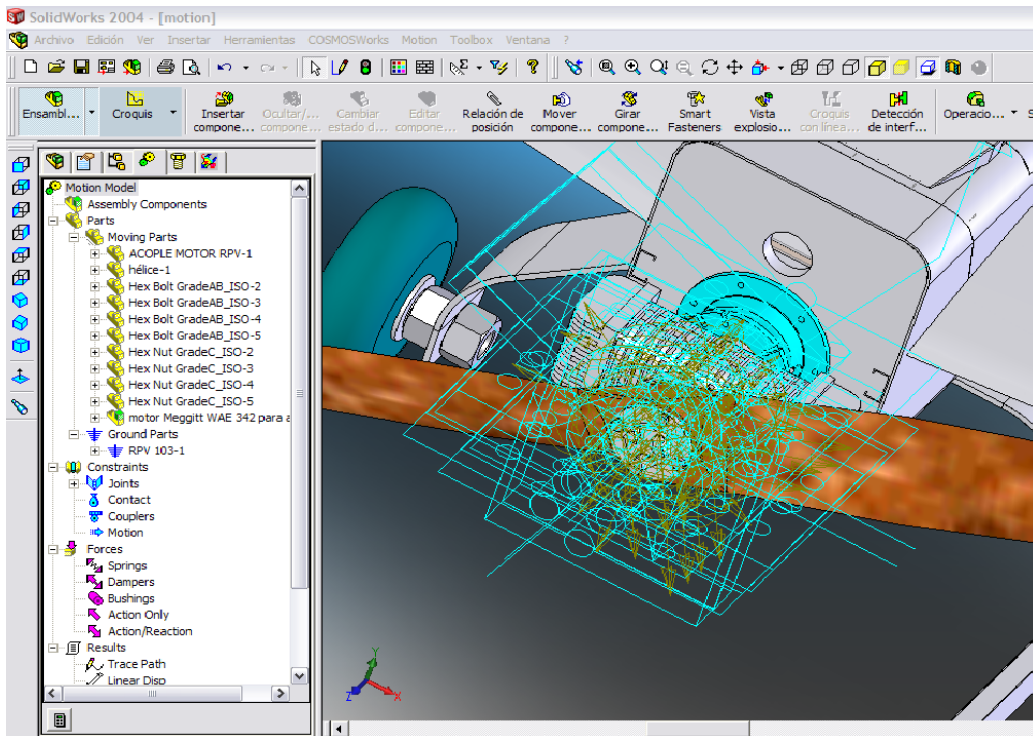 SolidWorks 2004 - [motion]
Archivo Edición Ver Insertar Herramientas COSMOSWorks Motion Toolbox Ventana ?
Ensambl...
Croquis
Insertar compone...
Ocultar/... compone...
Cambiar estado d...
Editar compone...
Relación de posición
Mover compone...
Girar compone...
Smart Fasteners
Vista explosio...
Croquis con línea...
Detección de interf...
Operacio...
S
Motion Model
Assembly Components
Parts
Moving Parts
ACOPLE MOTOR RPV-1
hélice-1
Hex Bolt GradeAB_ISO-2
Hex Bolt GradeAB_ISO-3
Hex Bolt GradeAB_ISO-4
Hex Bolt GradeAB_ISO-5
Hex Nut GradeC_ISO-2
Hex Nut GradeC_ISO-3
Hex Nut GradeC_ISO-4
Hex Nut GradeC_ISO-5
motor Meggitt WAE 342 para a
Ground Parts
RPV 103-1
Constraints
Joints
Contact
Couplers
Motion
Forces
Springs
Dampers
Bushings
Action Only
Action/Reaction
Results
Trace Path
Linear Disp
Y
Z
X